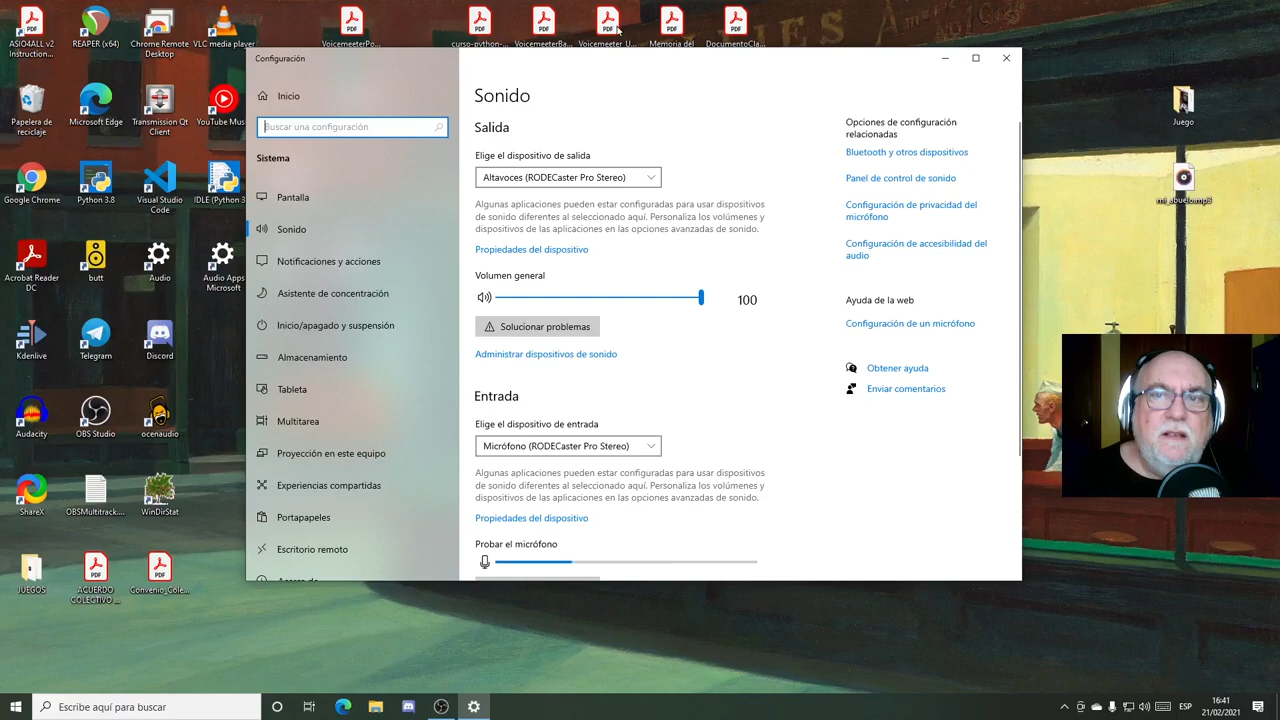 ASIO4ALL v2
Instruction...
REAPER (x64)
Chrome Remote
Desktop
VLC media player
VoicemeeterPo...
curso-python-...
VoicemeeterBa...
Voicemeeter_U...
Memoria del
DocumentoCla...
Papelera de
reciclaje
Microsoft Edge
Transmission Qt
Client
YouTube Mus
Google Chrome
Python 3.8
Visual Studio
Code
IDLE (Python 3
Acrobat Reader
DC
butt
Audio
Audio Apps
Microsoft
Kdenlive
Telegram
Discord
Audacity
OBS Studio
ocenaudio
ShareX
OBSMultitrack....
WinDirStat
JUEGOS
ACUERDO
COLECTIVO ...
Convenio_Cole...
Juego
mi_abuela.mp3
Configuración
Inicio
Buscar una configuración
Sistema
Pantalla
Sonido
Notificaciones y acciones
Asistente de concentración
Inicio/apagado y suspensión
Almacenamiento
Tableta
Multitarea
Proyección en este equipo
Experiencias compartidas
Portapapeles
Escritorio remoto
Sonido
Salida
Elige el dispositivo de salida
Altavoces (RODECaster Pro Stereo)
Algunas aplicaciones pueden estar configuradas para usar dispositivos
de sonido diferentes al seleccionado aquí. Personaliza los volúmenes y
dispositivos de las aplicaciones en las opciones avanzadas de sonido.
Propiedades del dispositivo
Volumen general
100
Solucionar problemas
Administrar dispositivos de sonido
Entrada
Elige el dispositivo de entrada
Micrófono (RODECaster Pro Stereo)
Algunas aplicaciones pueden estar configuradas para usar dispositivos
de sonido diferentes al seleccionado aquí. Personaliza los volúmenes y
dispositivos de las aplicaciones en las opciones avanzadas de sonido.
Propiedades del dispositivo
Probar el micrófono
Opciones de configuración
relacionadas
Bluetooth y otros dispositivos
Panel de control de sonido
Configuración de privacidad del
micrófono
Configuración de accesibilidad del
audio
Ayuda de la web
Configuración de un micrófono
Obtener ayuda
Enviar comentarios
Escribe aquí para buscar
ESP
16:41
21/02/2021